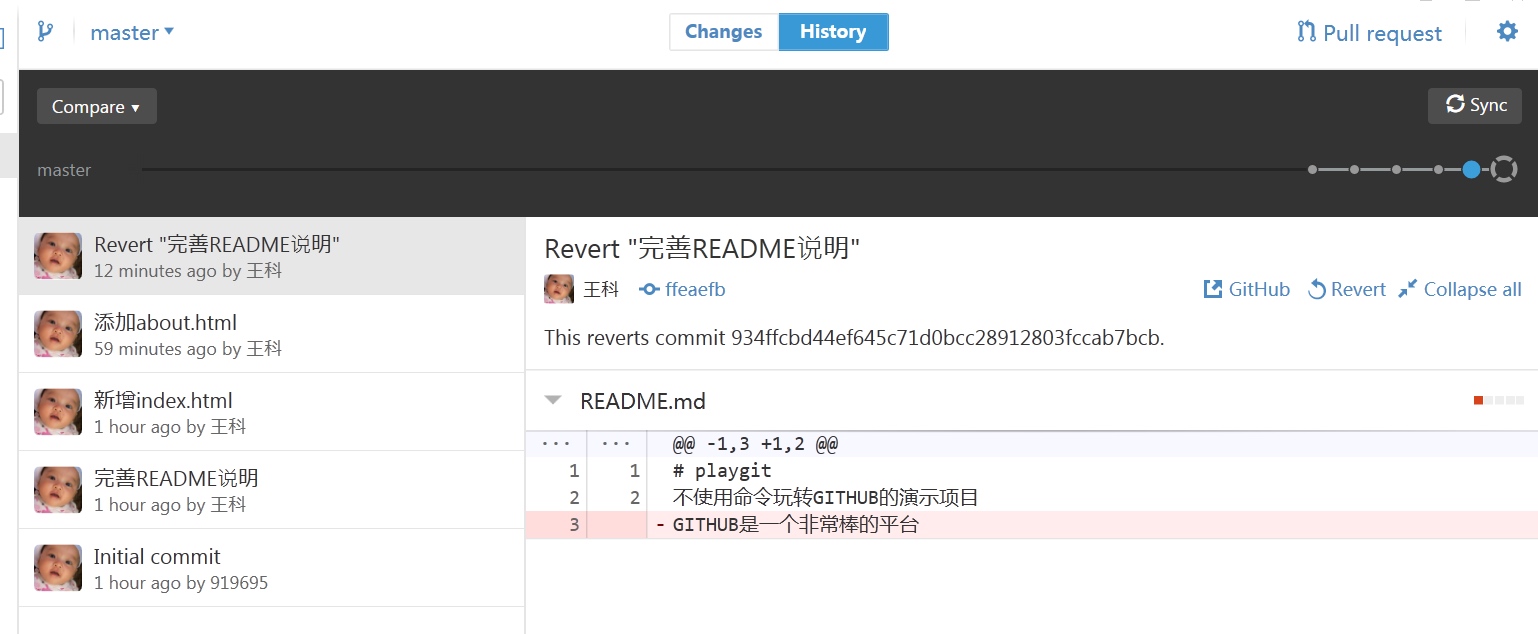 master
Changes
History
Pull request
Compare
Sync
master
Revert "完善README说明"
12 minutes ago by 王科
添加about.html
59 minutes ago by 王科
新增index.html
1 hour ago by 王科
完善README说明
1 hour ago by 王科
Initial commit
1 hour ago by 919695
Revert "完善README说明"
王科 ffeaefb
GitHub Revert Collapse all
This reverts commit 934ffcbd44ef645c71d0bcc28912803fccab7bcb.
README.md
··· ··· @@ -1,3 +1,2 @@
1 1 # playgit
2 2 不使用命令玩转GITHUB的演示项目
3 - GITHUB是一个非常棒的平台